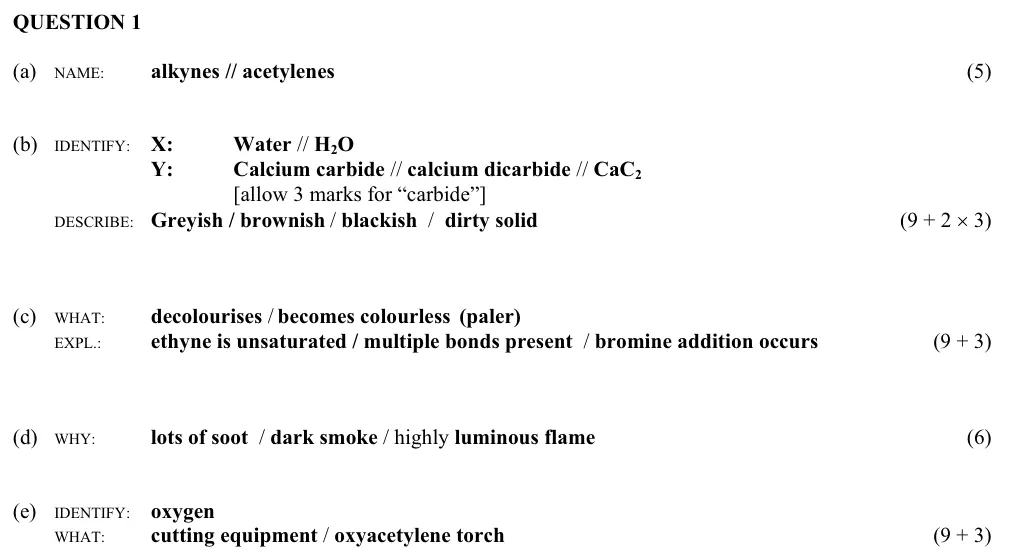 QUESTION 1
(a) NAME: alkynes // acetylenes (5)
(b) IDENTIFY: X: Water // H₂O
Y: Calcium carbide // calcium dicarbide // CaC₂
[allow 3 marks for “carbide”]
DESCRIBE: Greyish / brownish / blackish / dirty solid (9 + 2 × 3)
(c) WHAT: decolourises / becomes colourless (paler)
EXPL.: ethyne is unsaturated / multiple bonds present / bromine addition occurs (9 + 3)
(d) WHY: lots of soot / dark smoke / highly luminous flame (6)
(e) IDENTIFY: oxygen
WHAT: cutting equipment / oxyacetylene torch (9 + 3)